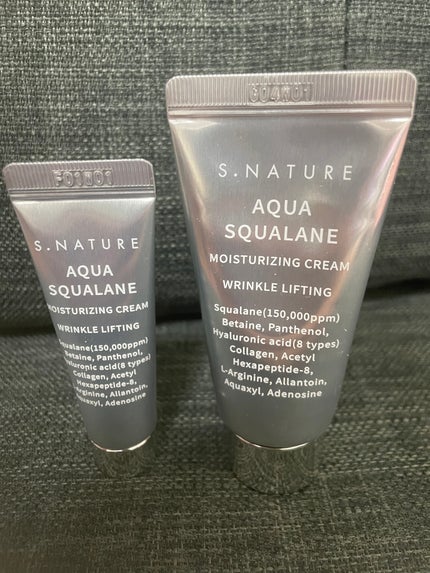 S.NATURE
AQUA
SQUALANE
MOISTURIZING CREAM
WRINKLE LIFTING
Squalane(150,000ppm)
Betaine, Panthenol,
Hyaluronic acid(8 types)
Collagen, Acetyl
Hexapeptide-8,
L-Arginine, Allantoin,
Aquaxyl, Adenosine
S.NATURE
AQUA
SQUALANE
MOISTURIZING CREAM
WRINKLE LIFTING
Squalane(150,000ppm)
Betaine, Panthenol,
Hyaluronic acid(8 types)
Collagen, Acetyl
Hexapeptide-8,
L-Arginine, Allantoin,
Aquaxyl, Adenosine